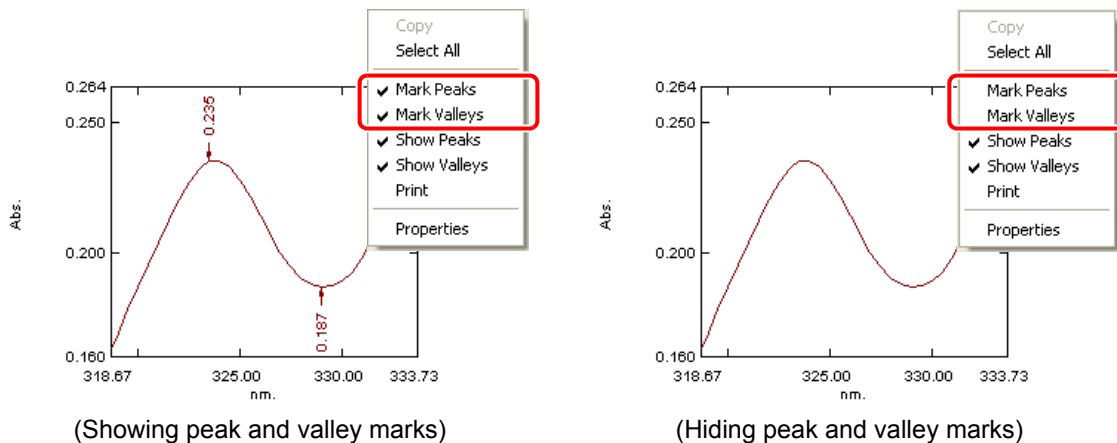 Copy
Select All
Mark Peaks
Mark Valleys
Show Peaks
Show Valleys
Print
Properties
0.264
0.250
0.200
0.160
Abs.
0.235
0.187
318.67 325.00 330.00 333.73
nm.
(Showing peak and valley marks)
Copy
Select All
Mark Peaks
Mark Valleys
Show Peaks
Show Valleys
Print
Properties
0.264
0.250
0.200
0.160
Abs.
318.67 325.00 330.00 333.73
nm.
(Hiding peak and valley marks)